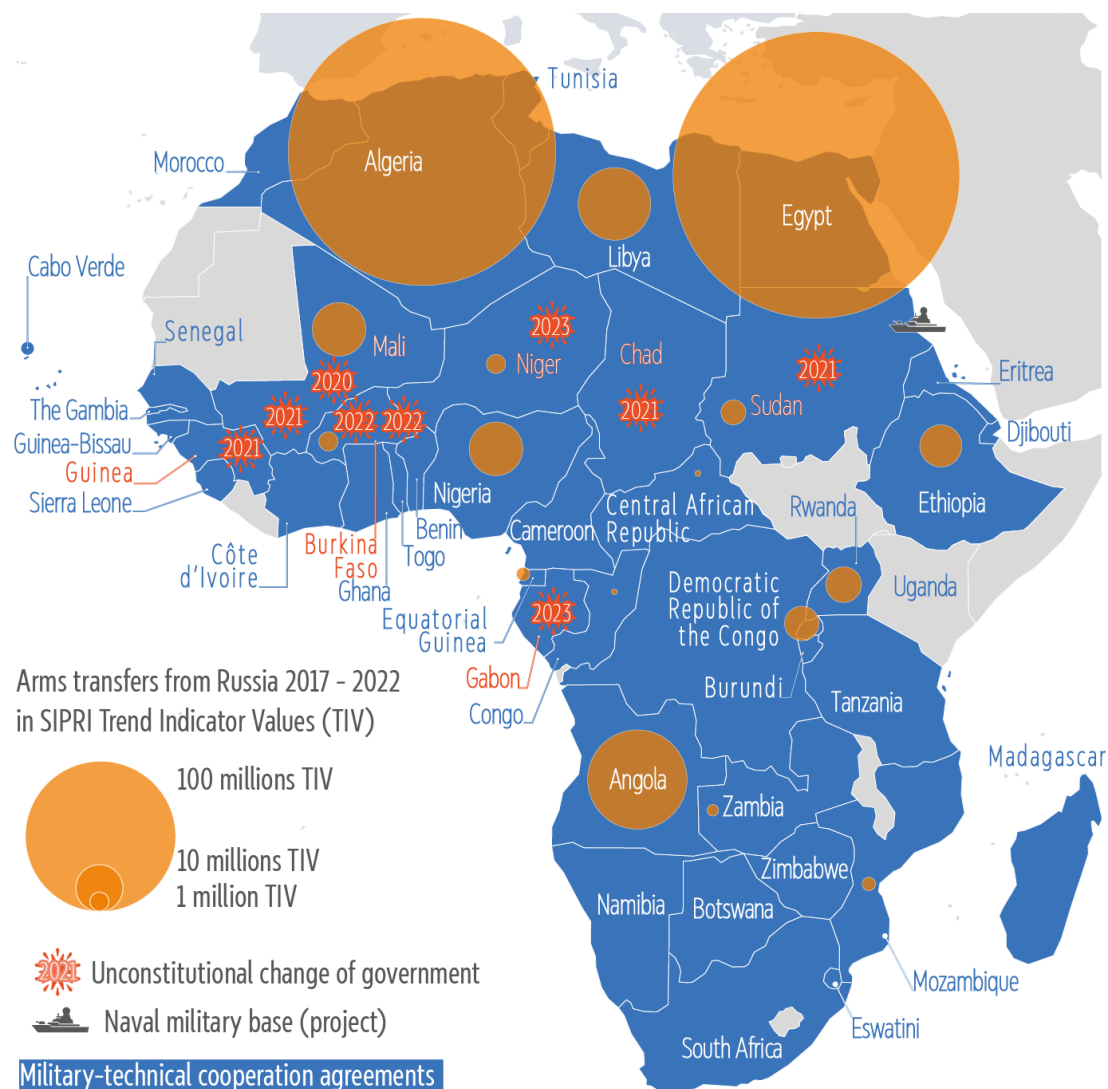 Tunisia
Algeria
Morocco
Egypt
Libya
Cabo Verde
2023
Senegal
Mali
Niger
Chad
2021
Eritrea
2020
The Gambia
2021
2022
2022
2021
Sudan
Djibouti
Guinea-Bissau
2021
Guinea
Sierra Leone
Nigeria
Ethiopia
Central African
Republic
Rwanda
Benin
Cameroon
Togo
Burkina
Faso
Côte
d'Ivoire
Ghana
Uganda
Democratic
Republic of
the Congo
Equatorial
Guinea
2023
Gabon
Congo
Burundi
Tanzania
Arms transfers from Russia 2017 - 2022
in SIPRI Trend Indicator Values (TIV)
100 millions TIV
10 millions TIV
1 million TIV
Madagascar
Angola
Zambia
Zimbabwe
Namibia
Botswana
Mozambique
Eswatini
South Africa
2021 Unconstitutional change of government
Naval military base (project)
Military-technical cooperation agreements